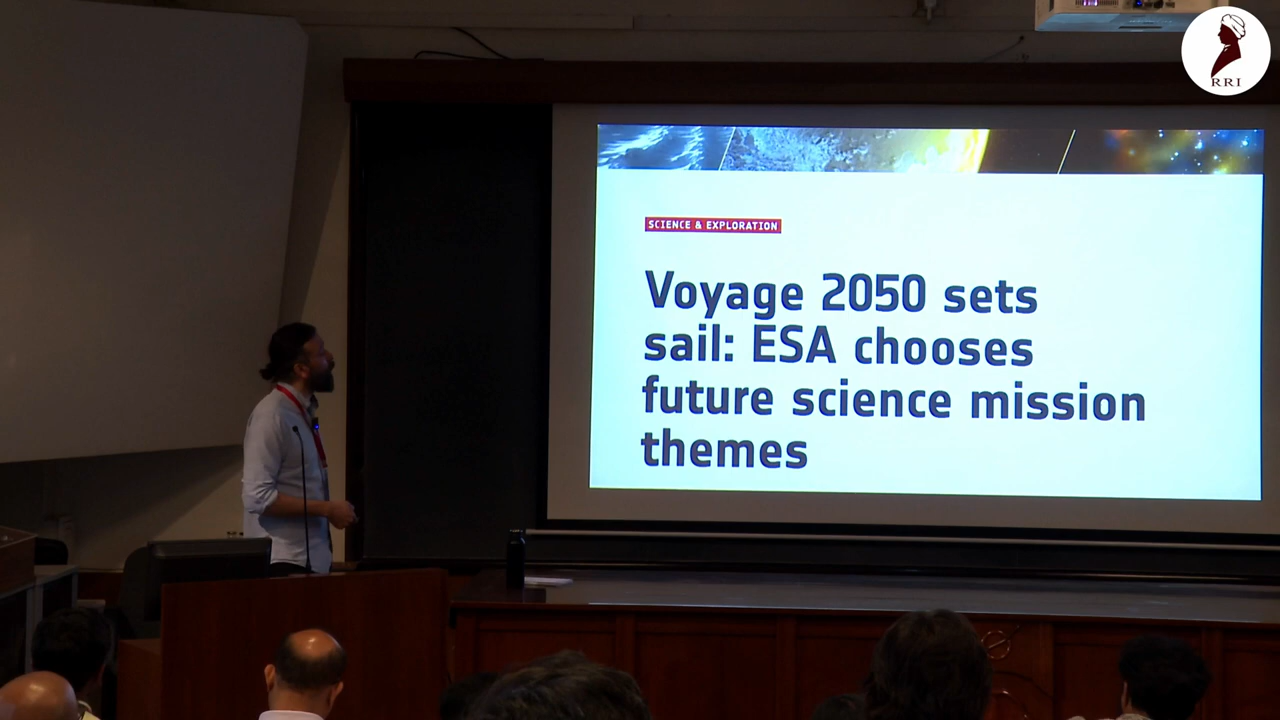 RRI
SCIENCE & EXPLORATION
Voyage 2050 sets
sail: ESA chooses
future science mission
themes